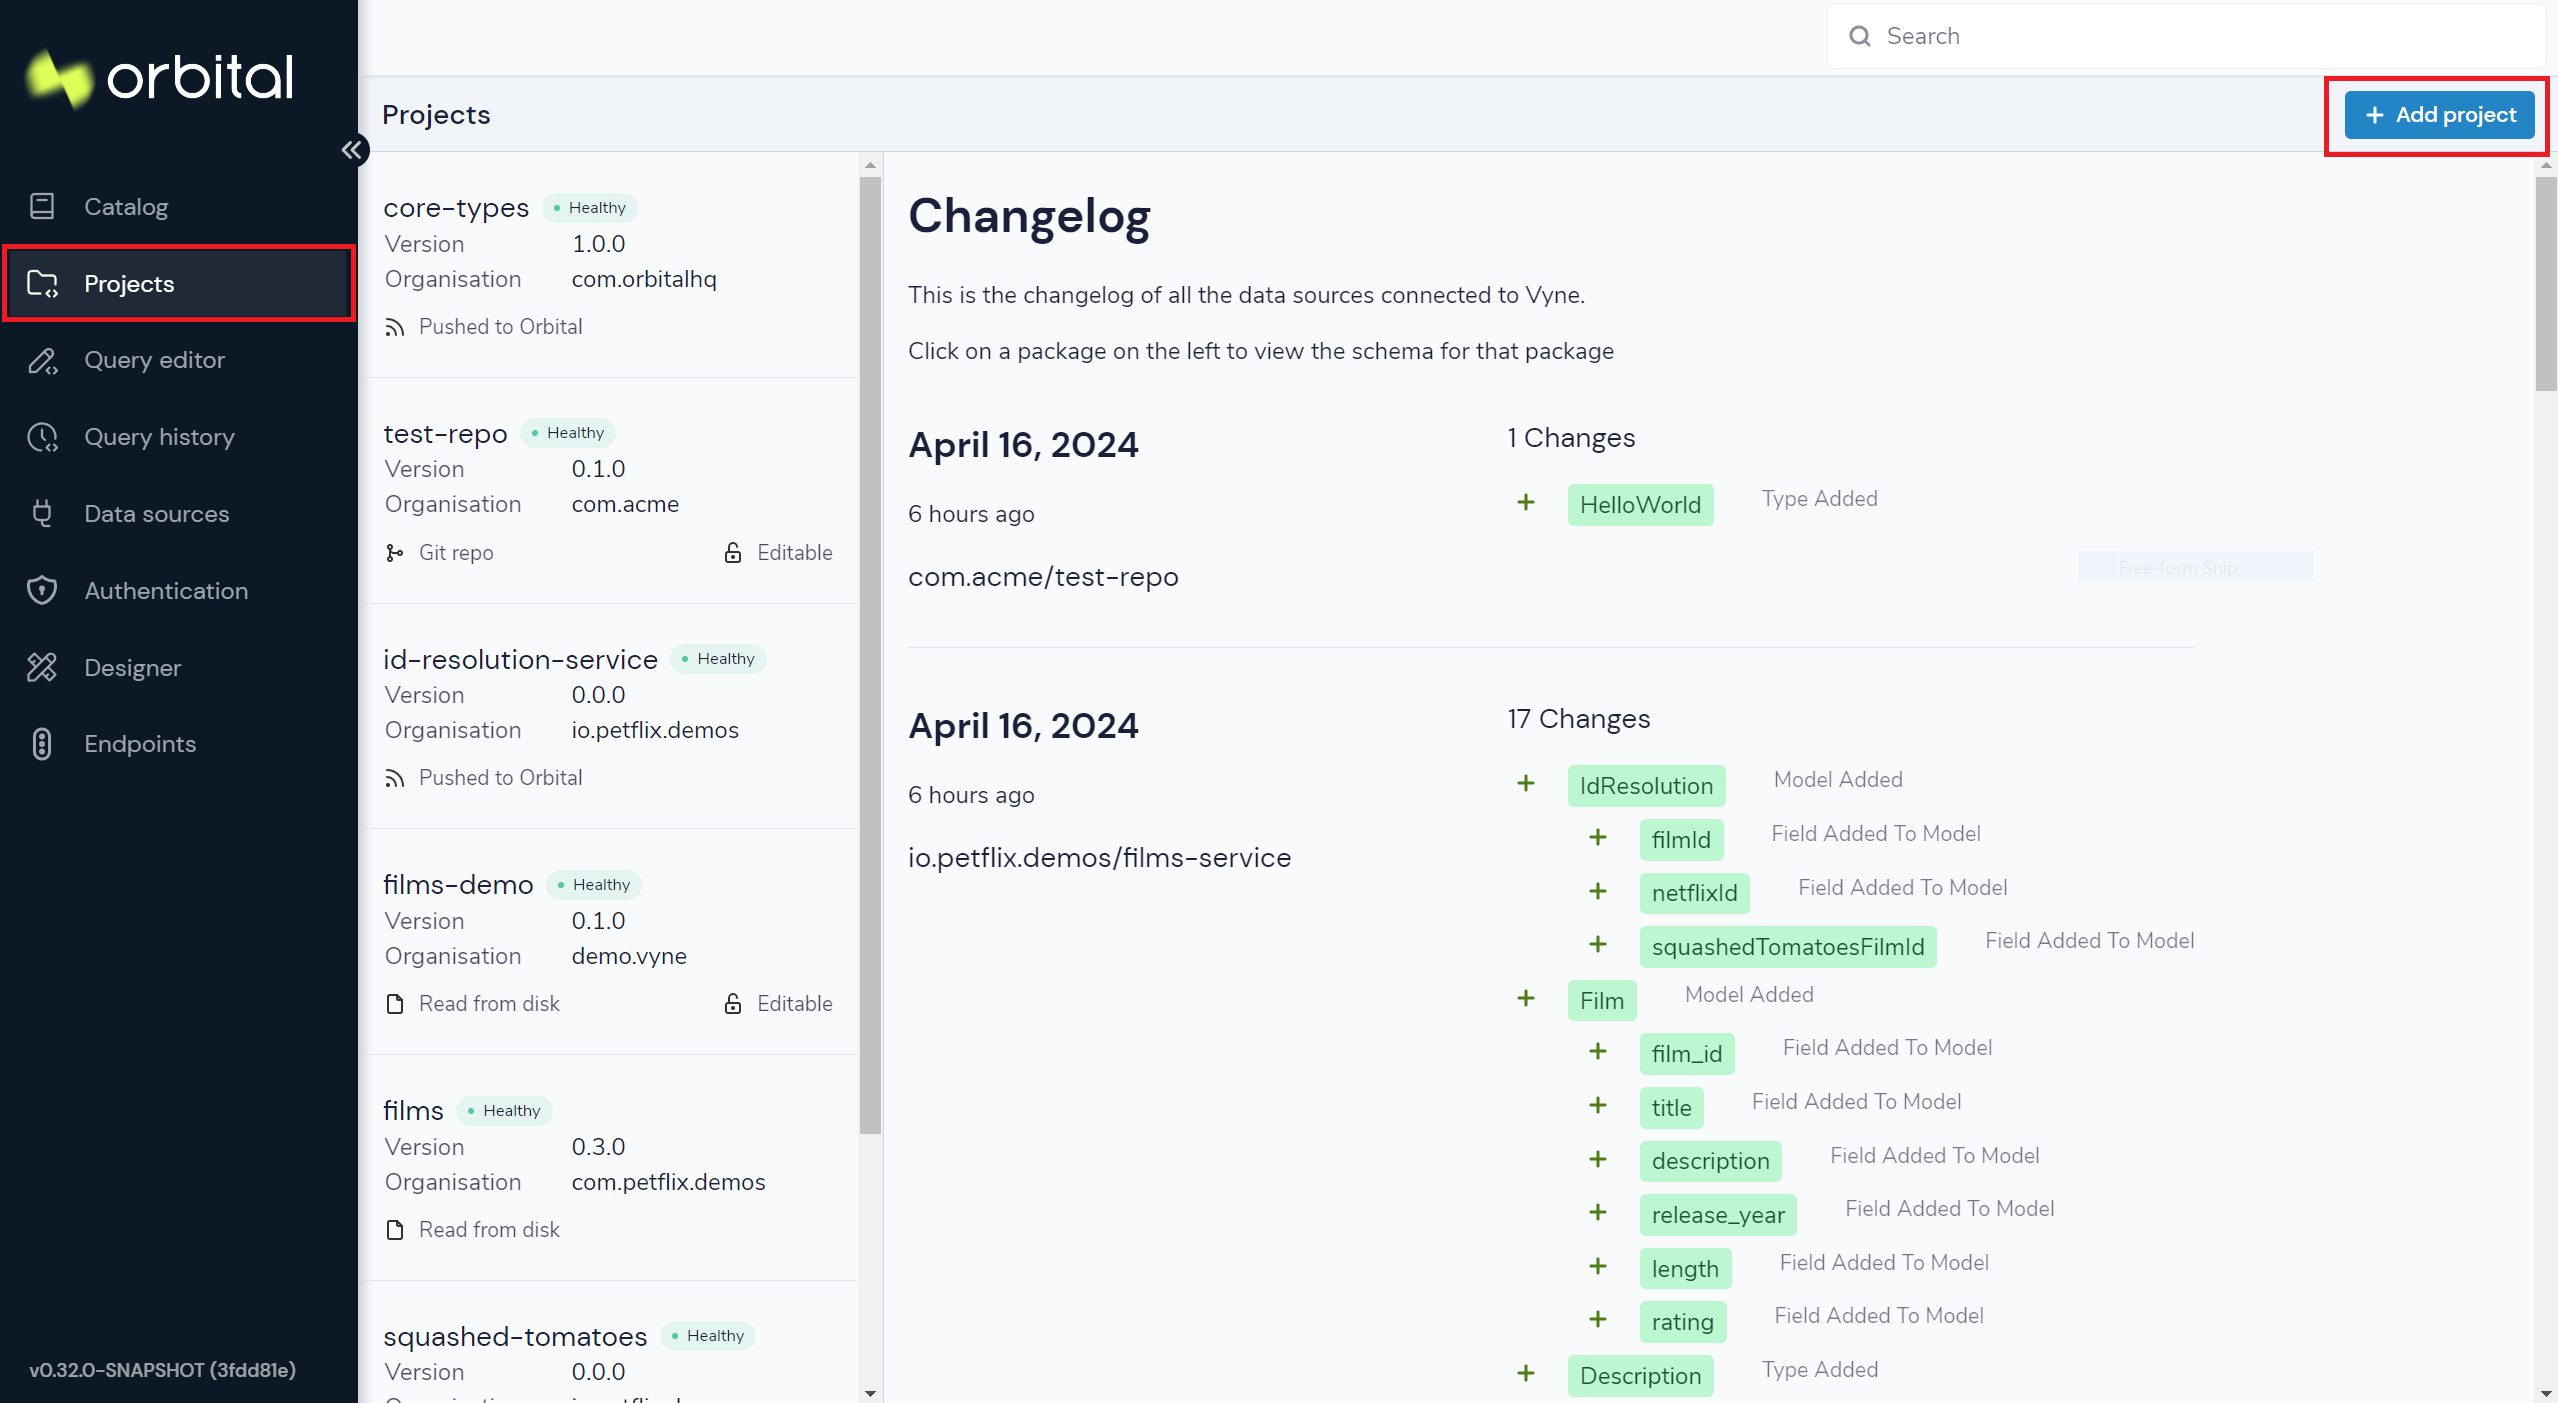 orbital
Search
Projects
+ Add project
Catalog
Projects
Query editor
Query history
Data sources
Authentication
Designer
Endpoints
v0.32.0-SNAPSHOT (3fdd81e)
core-types Healthy
Version 1.0.0
Organisation com.orbitalhq
Pushed to Orbital
test-repo Healthy
Version 0.1.0
Organisation com.acme
Git repo Editable
id-resolution-service Healthy
Version 0.0.0
Organisation io.petflix.demos
Pushed to Orbital
films-demo Healthy
Version 0.1.0
Organisation demo.vyne
Read from disk Editable
films Healthy
Version 0.3.0
Organisation com.petflix.demos
Read from disk
squashed-tomatoes Healthy
Version 0.0.0
Changelog
This is the changelog of all the data sources connected to Vyne.
Click on a package on the left to view the schema for that package
April 16, 2024
6 hours ago
com.acme/test-repo
1 Changes
+ HelloWorld Type Added
Free-form Snip
April 16, 2024
6 hours ago
io.petflix.demos/films-service
17 Changes
+ IdResolution Model Added
+ filmId Field Added To Model
+ netflixId Field Added To Model
+ squashedTomatoesFilmId Field Added To Model
+ Film Model Added
+ film_id Field Added To Model
+ title Field Added To Model
+ description Field Added To Model
+ release_year Field Added To Model
+ length Field Added To Model
+ rating Field Added To Model
+ Description Type Added